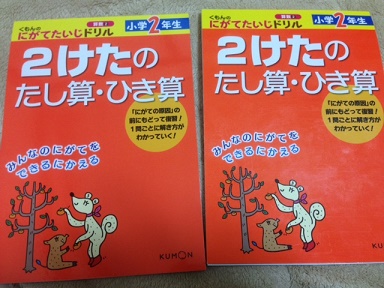 算数1
くもんの
にがてたいじドリル
小学2年生
2けたの
たし算・ひき算
「にがての原因」の
前にもどって復習！
1問ごとに解き方が
わかっていく！
みんなのにがてを
できるにかえる
KUMON
算数1
くもんの
にがてたいじドリル
小学2年生
2けたの
たし算・ひき算
「にがての原因」の
前にもどって復習！
1問ごとに解き方が
わかっていく！
みんなのにがてを
できるにかえる
KU